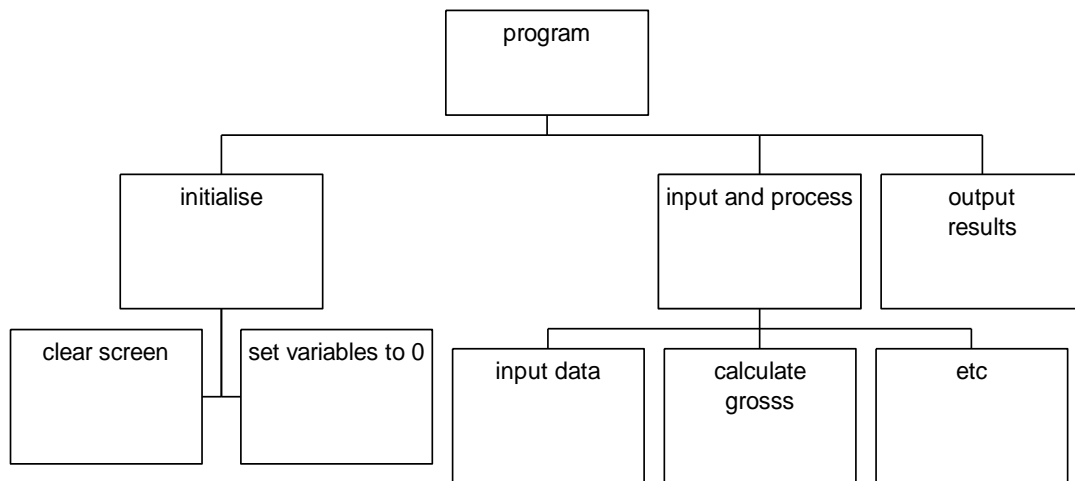 program
initialise
input and process
output
results
clear screen
set variables to 0
input data
calculate
grosss
etc